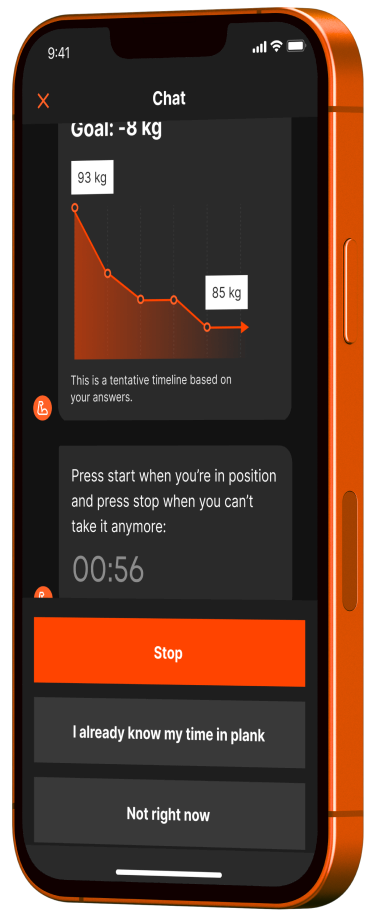 9:41
Chat
Goal: -8 kg
93 kg
85 kg
This is a tentative timeline based on
your answers.
Press start when you're in position
and press stop when you can't
take it anymore:
00:56
Stop
I already know my time in plank
Not right now